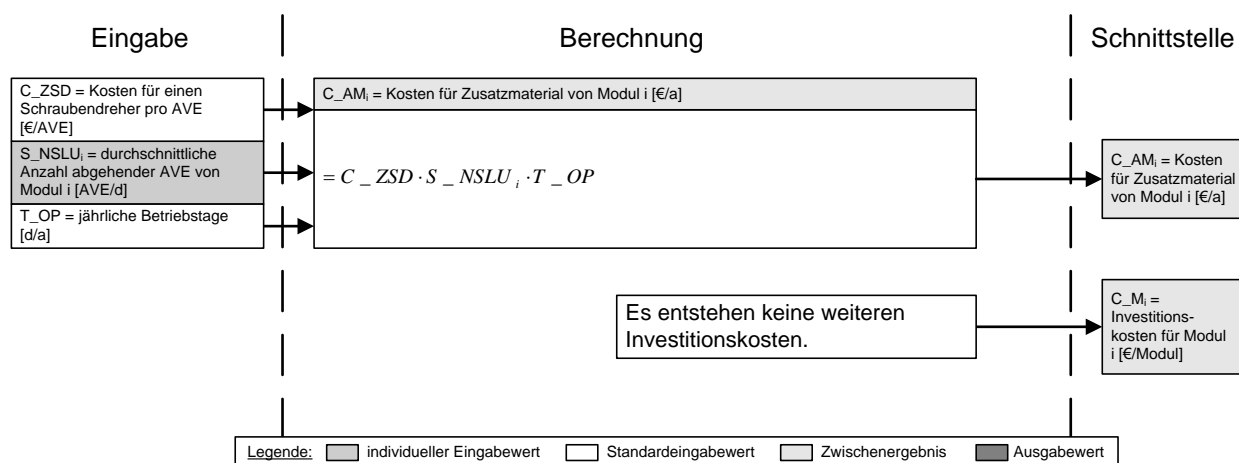 Eingabe
Berechnung
Schnittstelle
C_ZSD = Kosten für einen
Schraubendreher pro AVE
[€/AVE]
S_NSLUᵢ = durchschnittliche
Anzahl abgehender AVE von
Modul i [AVE/d]
T_OP = jährliche Betriebstage
[d/a]
C_AMᵢ = Kosten für Zusatzmaterial von Modul i [€/a]
= C _ ZSD · S _ NSLU ᵢ · T _ OP
C_AMᵢ = Kosten
für Zusatzmaterial
von Modul i [€/a]
Es entstehen keine weiteren
Investitionskosten.
C_Mᵢ =
Investitions-
kosten für Modul
i [€/Modul]
Legende: individueller Eingabewert Standardeingabewert Zwischenergebnis Ausgabewert